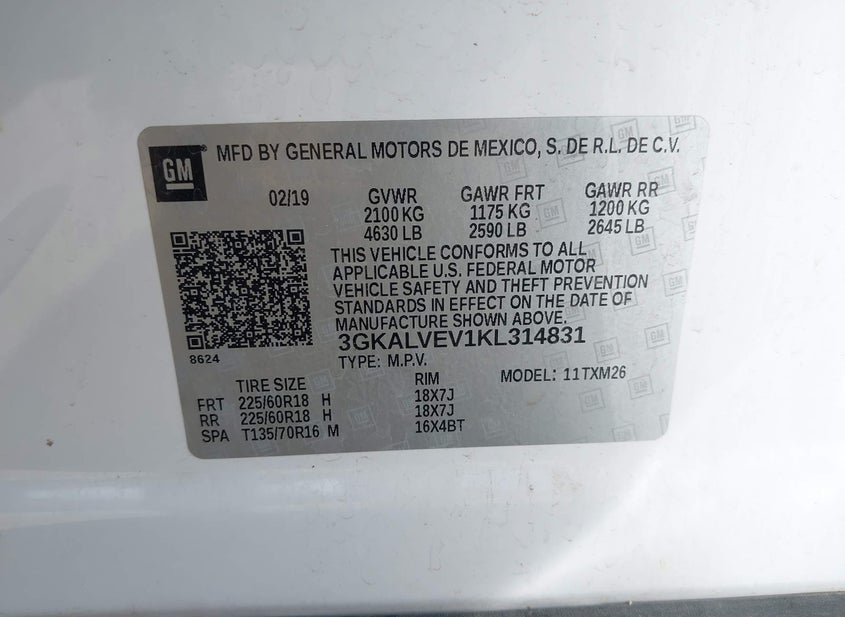 GM MFD BY GENERAL MOTORS DE MEXICO, S. DE R.L. DE C.V.
02/19 GVWR GAWR FRT GAWR RR
2100 KG 1175 KG 1200 KG
4630 LB 2590 LB 2645 LB
THIS VEHICLE CONFORMS TO ALL
APPLICABLE U.S. FEDERAL MOTOR
VEHICLE SAFETY AND THEFT PREVENTION
STANDARDS IN EFFECT ON THE DATE OF
MANUFACTURE SHOWN ABOVE.
3GKALVEV1KL314831
8624 TYPE: M.P.V.
TIRE SIZE RIM MODEL: 11TXM26
FRT 225/60R18 H 18X7J
RR 225/60R18 H 18X7J
SPA T135/70R16 M 16X4BT